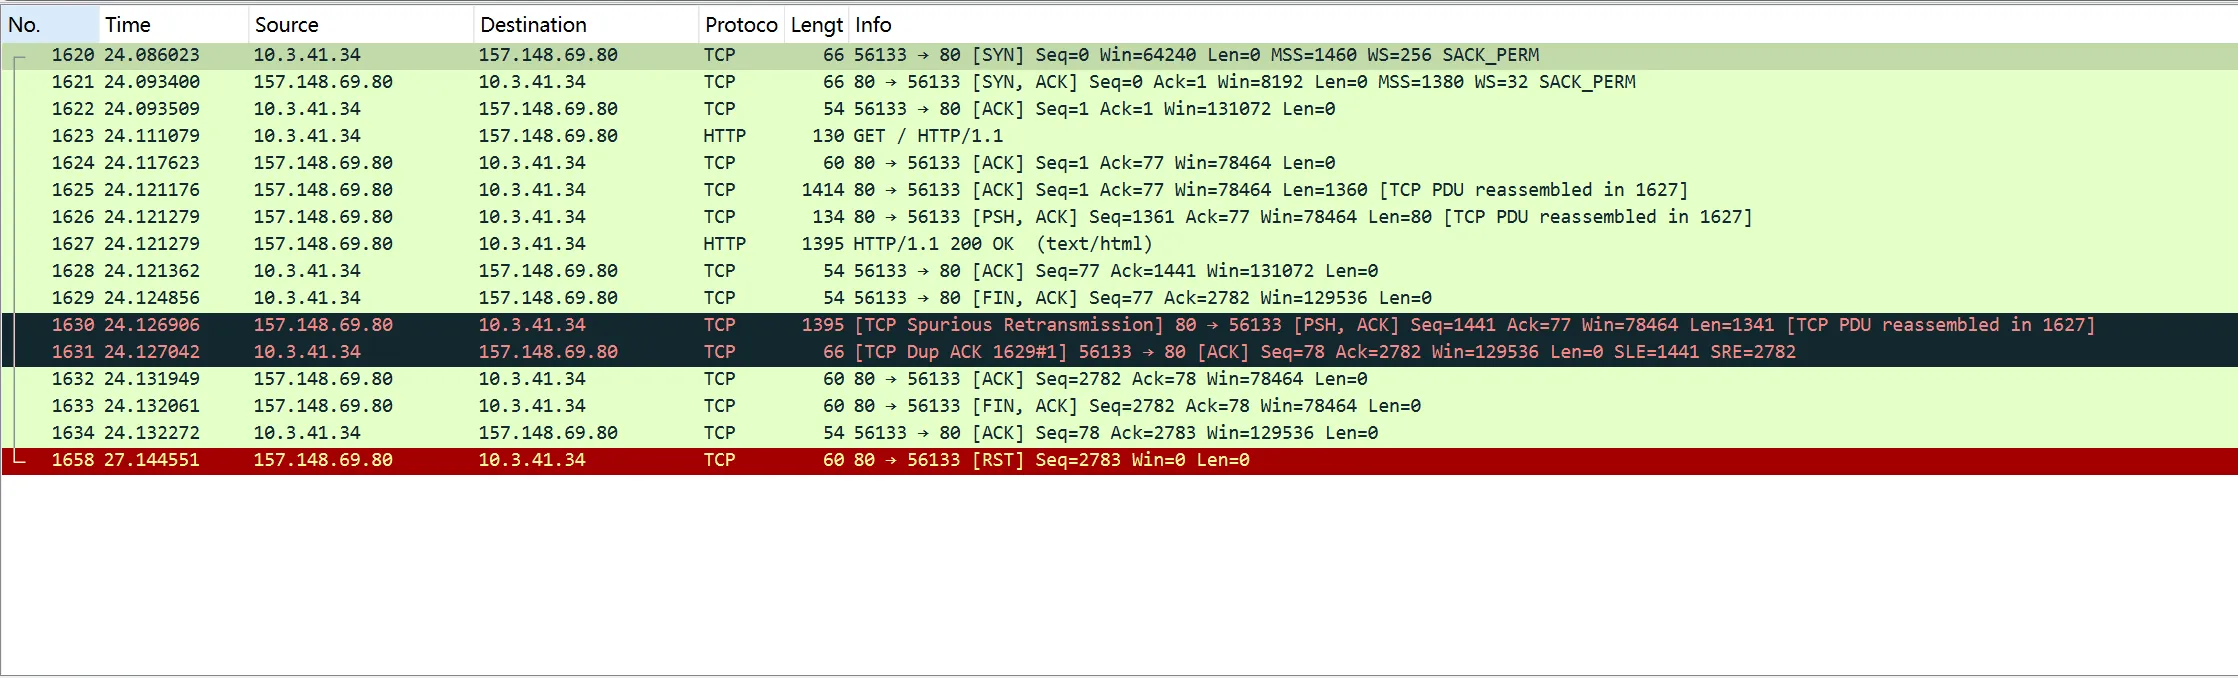 No. Time Source Destination Protoco Lengt Info
1620 24.086023 10.3.41.34 157.148.69.80 TCP 66 56133 → 80 [SYN] Seq=0 Win=64240 Len=0 MSS=1460 WS=256 SACK_PERM
1621 24.093400 157.148.69.80 10.3.41.34 TCP 66 80 → 56133 [SYN, ACK] Seq=0 Ack=1 Win=8192 Len=0 MSS=1380 WS=32 SACK_PERM
1622 24.093509 10.3.41.34 157.148.69.80 TCP 54 56133 → 80 [ACK] Seq=1 Ack=1 Win=131072 Len=0
1623 24.111079 10.3.41.34 157.148.69.80 HTTP 130 GET / HTTP/1.1
1624 24.117623 157.148.69.80 10.3.41.34 TCP 60 80 → 56133 [ACK] Seq=1 Ack=77 Win=78464 Len=0
1625 24.121176 157.148.69.80 10.3.41.34 TCP 1414 80 → 56133 [ACK] Seq=1 Ack=77 Win=78464 Len=1360 [TCP PDU reassembled in 1627]
1626 24.121279 157.148.69.80 10.3.41.34 TCP 134 80 → 56133 [PSH, ACK] Seq=1361 Ack=77 Win=78464 Len=80 [TCP PDU reassembled in 1627]
1627 24.121279 157.148.69.80 10.3.41.34 HTTP 1395 HTTP/1.1 200 OK (text/html)
1628 24.121362 10.3.41.34 157.148.69.80 TCP 54 56133 → 80 [ACK] Seq=77 Ack=1441 Win=131072 Len=0
1629 24.124856 10.3.41.34 157.148.69.80 TCP 54 56133 → 80 [FIN, ACK] Seq=77 Ack=2782 Win=129536 Len=0
1630 24.126906 157.148.69.80 10.3.41.34 TCP 1395 [TCP Spurious Retransmission] 80 → 56133 [PSH, ACK] Seq=1441 Ack=77 Win=78464 Len=1341 [TCP PDU reassembled in 1627]
1631 24.127042 10.3.41.34 157.148.69.80 TCP 66 [TCP Dup ACK 1629#1] 56133 → 80 [ACK] Seq=78 Ack=2782 Win=129536 Len=0 SLE=1441 SRE=2782
1632 24.131949 157.148.69.80 10.3.41.34 TCP 60 80 → 56133 [ACK] Seq=2782 Ack=78 Win=78464 Len=0
1633 24.132061 157.148.69.80 10.3.41.34 TCP 60 80 → 56133 [FIN, ACK] Seq=2782 Ack=78 Win=78464 Len=0
1634 24.132272 10.3.41.34 157.148.69.80 TCP 54 56133 → 80 [ACK] Seq=78 Ack=2783 Win=129536 Len=0
1658 27.144551 157.148.69.80 10.3.41.34 TCP 60 80 → 56133 [RST] Seq=2783 Win=0 Len=0